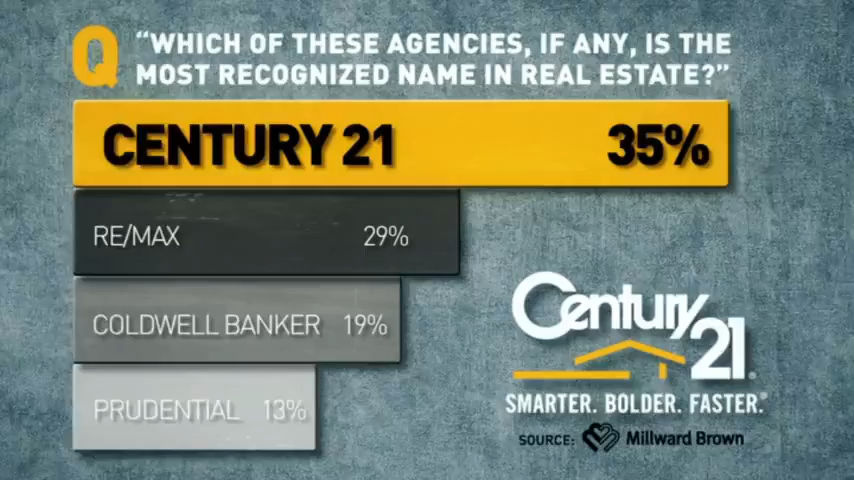 Q "WHICH OF THESE AGENCIES, IF ANY, IS THE
MOST RECOGNIZED NAME IN REAL ESTATE?"
CENTURY 21 35%
RE/MAX 29%
COLDWELL BANKER 19%
PRUDENTIAL 13%
Century 21®
SMARTER. BOLDER. FASTER.®
SOURCE: Millward Brown